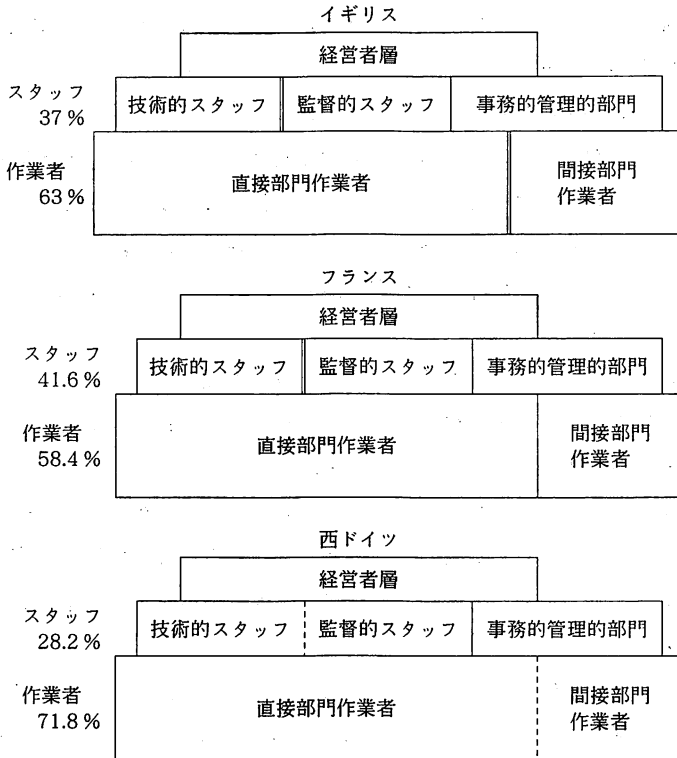 イギリス
経営者層
スタッフ
37 %
技術的スタッフ
監督的スタッフ
事務的管理的部門
作業者
63 %
直接部門作業者
間接部門
作業者
フランス
経営者層
スタッフ
41.6 %
技術的スタッフ
監督的スタッフ
事務的管理的部門
作業者
58.4 %
直接部門作業者
間接部門
作業者
西ドイツ
経営者層
スタッフ
28.2 %
技術的スタッフ
監督的スタッフ
事務的管理的部門
作業者
71.8 %
直接部門作業者
間接部門
作業者